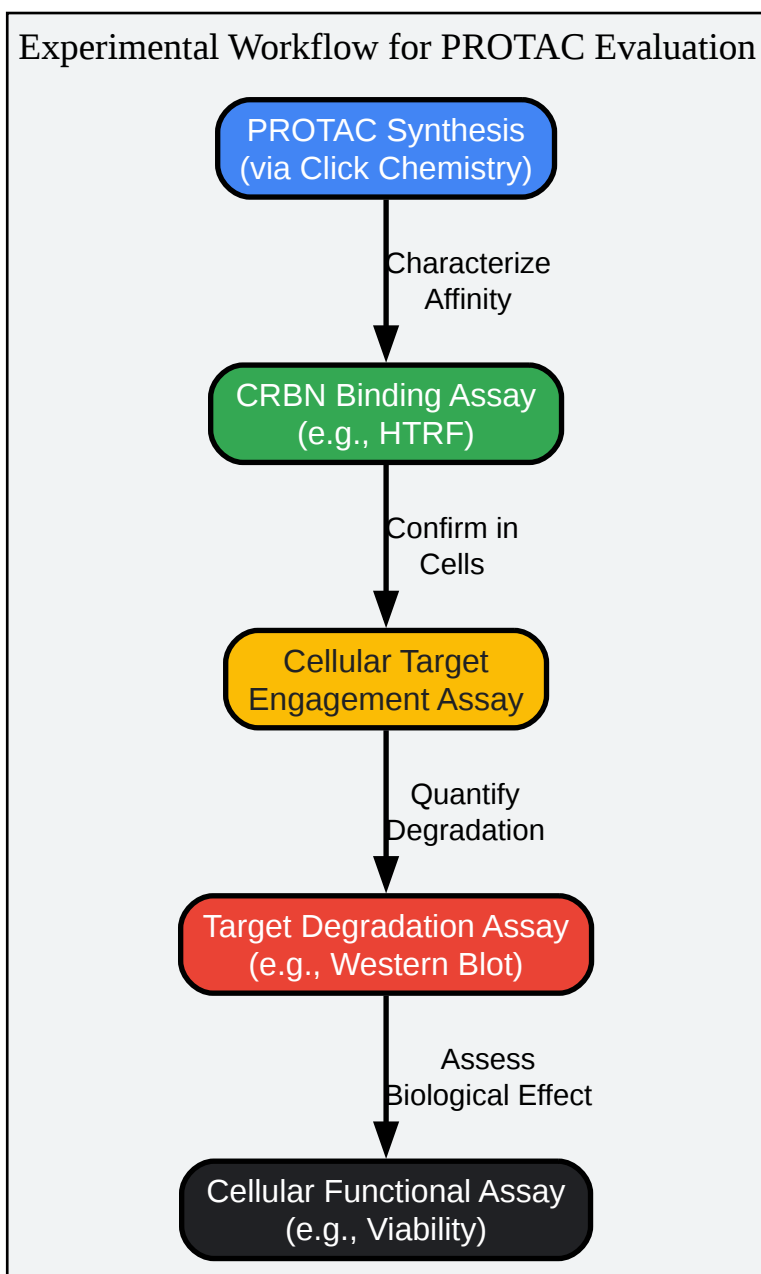 Experimental Workflow for PROTAC Evaluation
PROTAC Synthesis
(via Click Chemistry)
Characterize
Affinity
CRBN Binding Assay
(e.g., HTRF)
Confirm in
Cells
Cellular Target
Engagement Assay
Quantify
Degradation
Target Degradation Assay
(e.g., Western Blot)
Assess
Biological Effect
Cellular Functional Assay
(e.g., Viability)